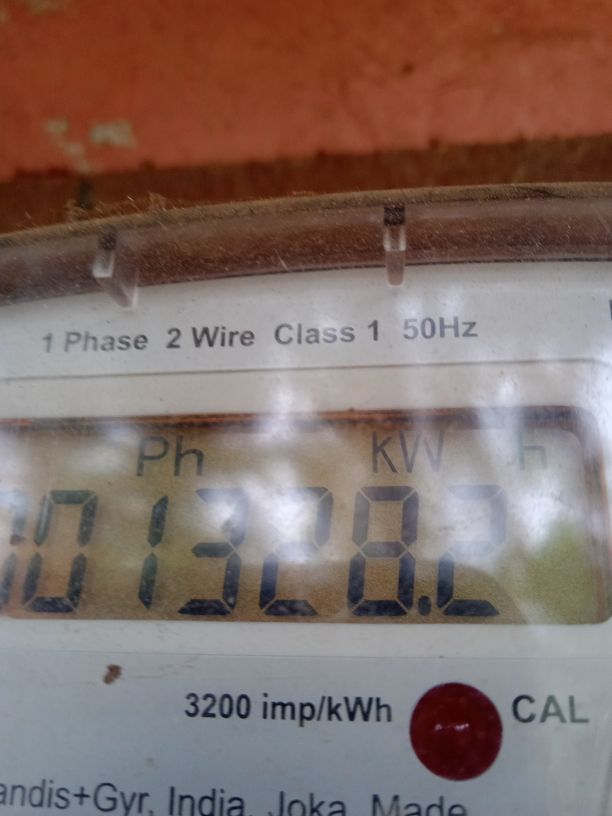 1 Phase 2 Wire Class 1 50Hz
Ph KW h
001328.2
3200 imp/kWh CAL
andis+Gyr, India, Joka, Made